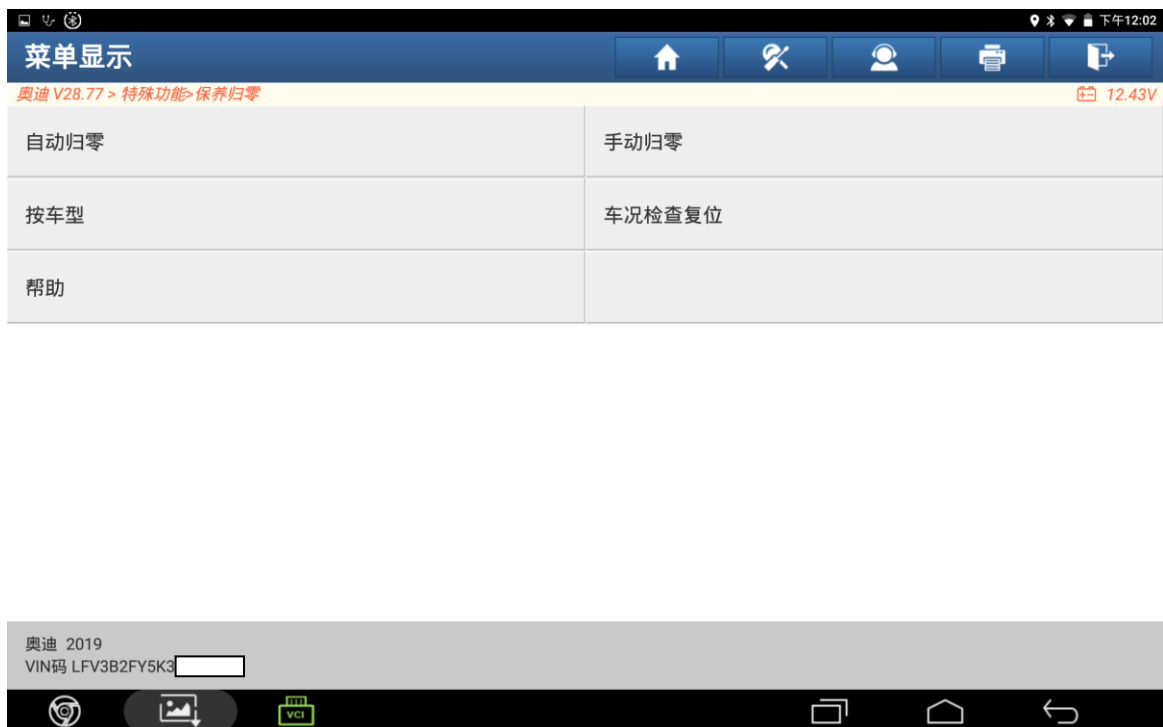 下午12:02
菜单显示
奥迪 V28.77 > 特殊功能>保养归零
12.43V
自动归零
手动归零
按车型
车况检查复位
帮助
奥迪 2019
VIN码 LFV3B2FY5K3
VCI